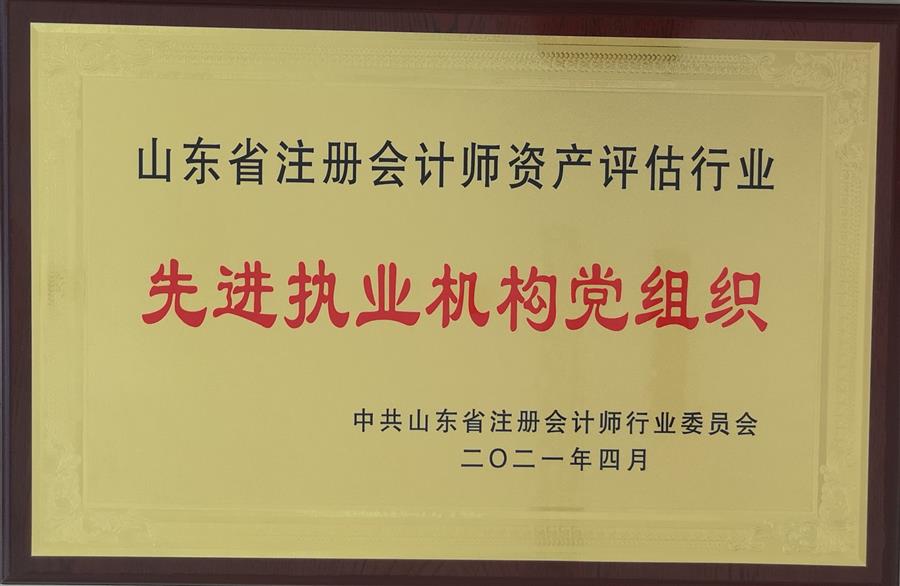 山东省注册会计师资产评估行业
先进执业机构党组织
中共山东省注册会计师行业委员会
二〇二一年四月